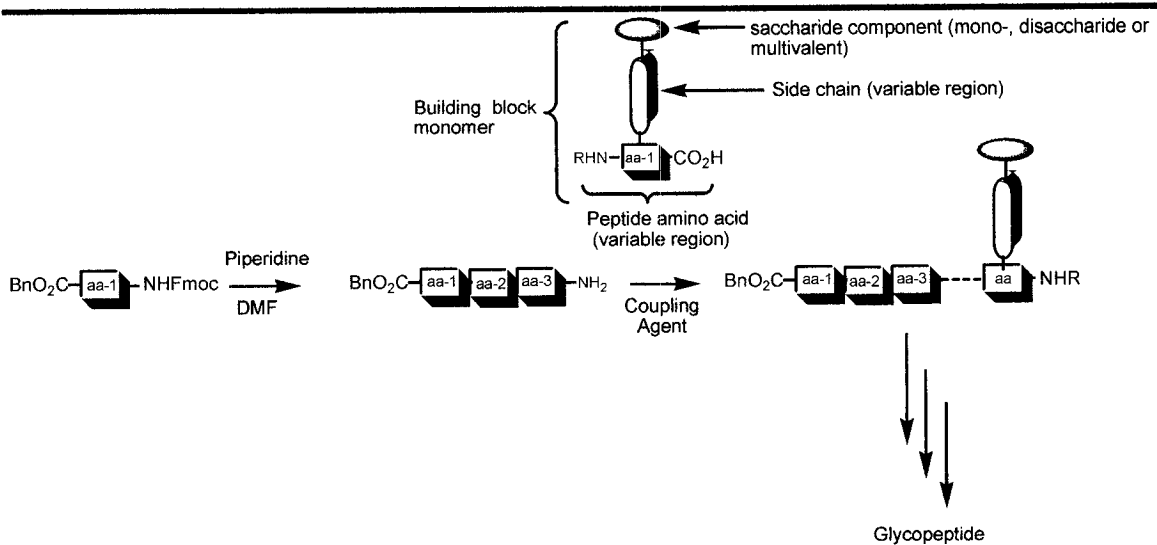 saccharide component (mono-, disaccharide or
multivalent)
Side chain (variable region)
Building block
monomer
RHN aa-1 CO₂H
Peptide amino acid
(variable region)
BnO₂C aa-1 NHFmoc
Piperidine
DMF
BnO₂C aa-1 aa-2 aa-3 NH₂
Coupling
Agent
BnO₂C aa-1 aa-2 aa-3 aa NHR
Glycopeptide